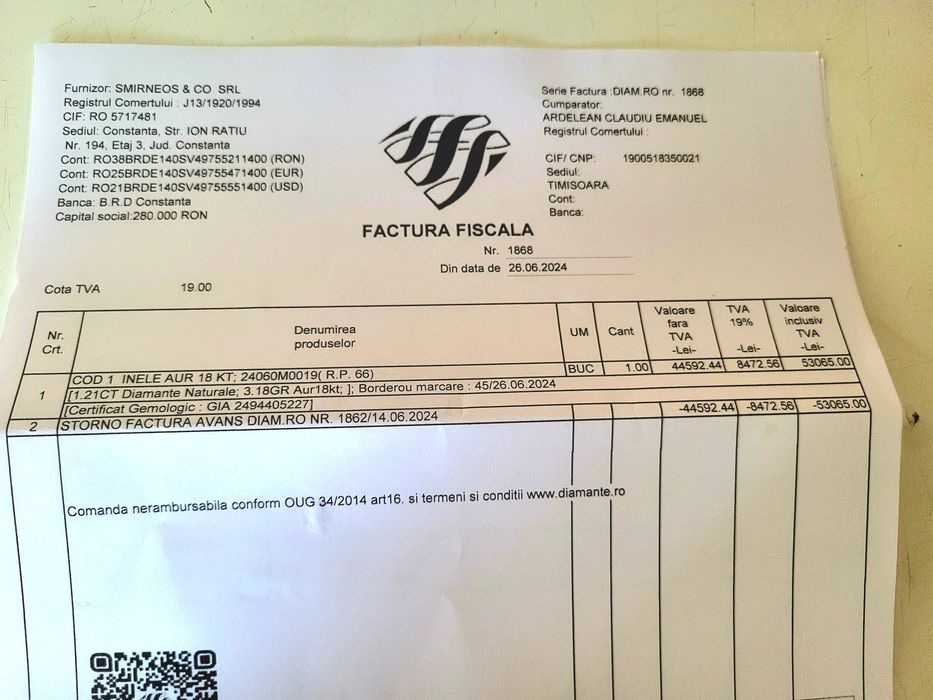 Furnizor: SMIRNEOS & CO SRL
Registrul Comertului : J13/1920/1994
CIF: RO 5717481
Sediul: Constanta, Str. ION RATIU
Nr. 194, Etaj 3, Jud. Constanta
Cont: RO38BRDE140SV49755211400 (RON)
Cont: RO25BRDE140SV49755471400 (EUR)
Cont: RO21BRDE140SV49755551400 (USD)
Banca: B.R.D Constanta
Capital social:280.000 RON
Serie Factura :DIAM.RO nr. 1868
Cumparator:
ARDELEAN CLAUDIU EMANUEL
Registrul Comertului :
CIF/ CNP: 1900518350021
Sediul:
TIMISOARA
Cont:
Banca:
FACTURA FISCALA
Nr. 1868
Din data de 26.06.2024
Cota TVA 19.00
Nr. Crt.
Denumirea produselor
UM
Cant
Valoare fara TVA -Lei-
TVA 19% -Lei-
Valoare inclusiv TVA -Lei-
1
COD 1 INELE AUR 18 KT; 24060M0019( R.P. 66) BUC 1.00 44592.44 8472.56 53065.00
[1.21CT Diamante Naturale; 3.18GR Aur18kt; ]; Borderou marcare : 45/26.06.2024
[Certificat Gemologic : GIA 2494405227]
2 STORNO FACTURA AVANS DIAM.RO NR. 1862/14.06.2024 -44592.44 -8472.56 -53065.00
Comanda nerambursabila conform OUG 34/2014 art16. si termeni si conditii www.diamante.ro